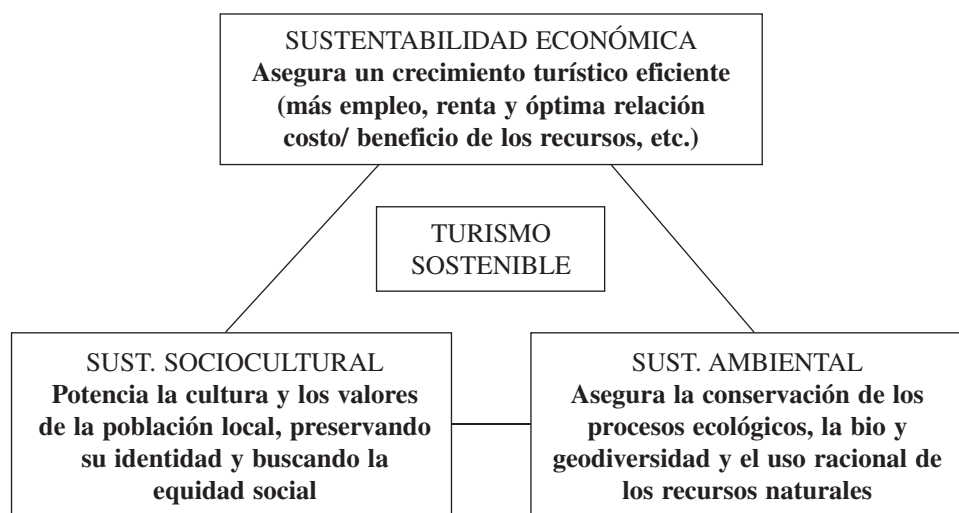 SUSTENTABILIDAD ECONÓMICA
Asegura un crecimiento turístico eficiente
(más empleo, renta y óptima relación
costo/ beneficio de los recursos, etc.)
TURISMO
SOSTENIBLE
SUST. SOCIOCULTURAL
Potencia la cultura y los valores
de la población local, preservando
su identidad y buscando la
equidad social
SUST. AMBIENTAL
Asegura la conservación de los
procesos ecológicos, la bio y
geodiversidad y el uso racional de
los recursos naturales